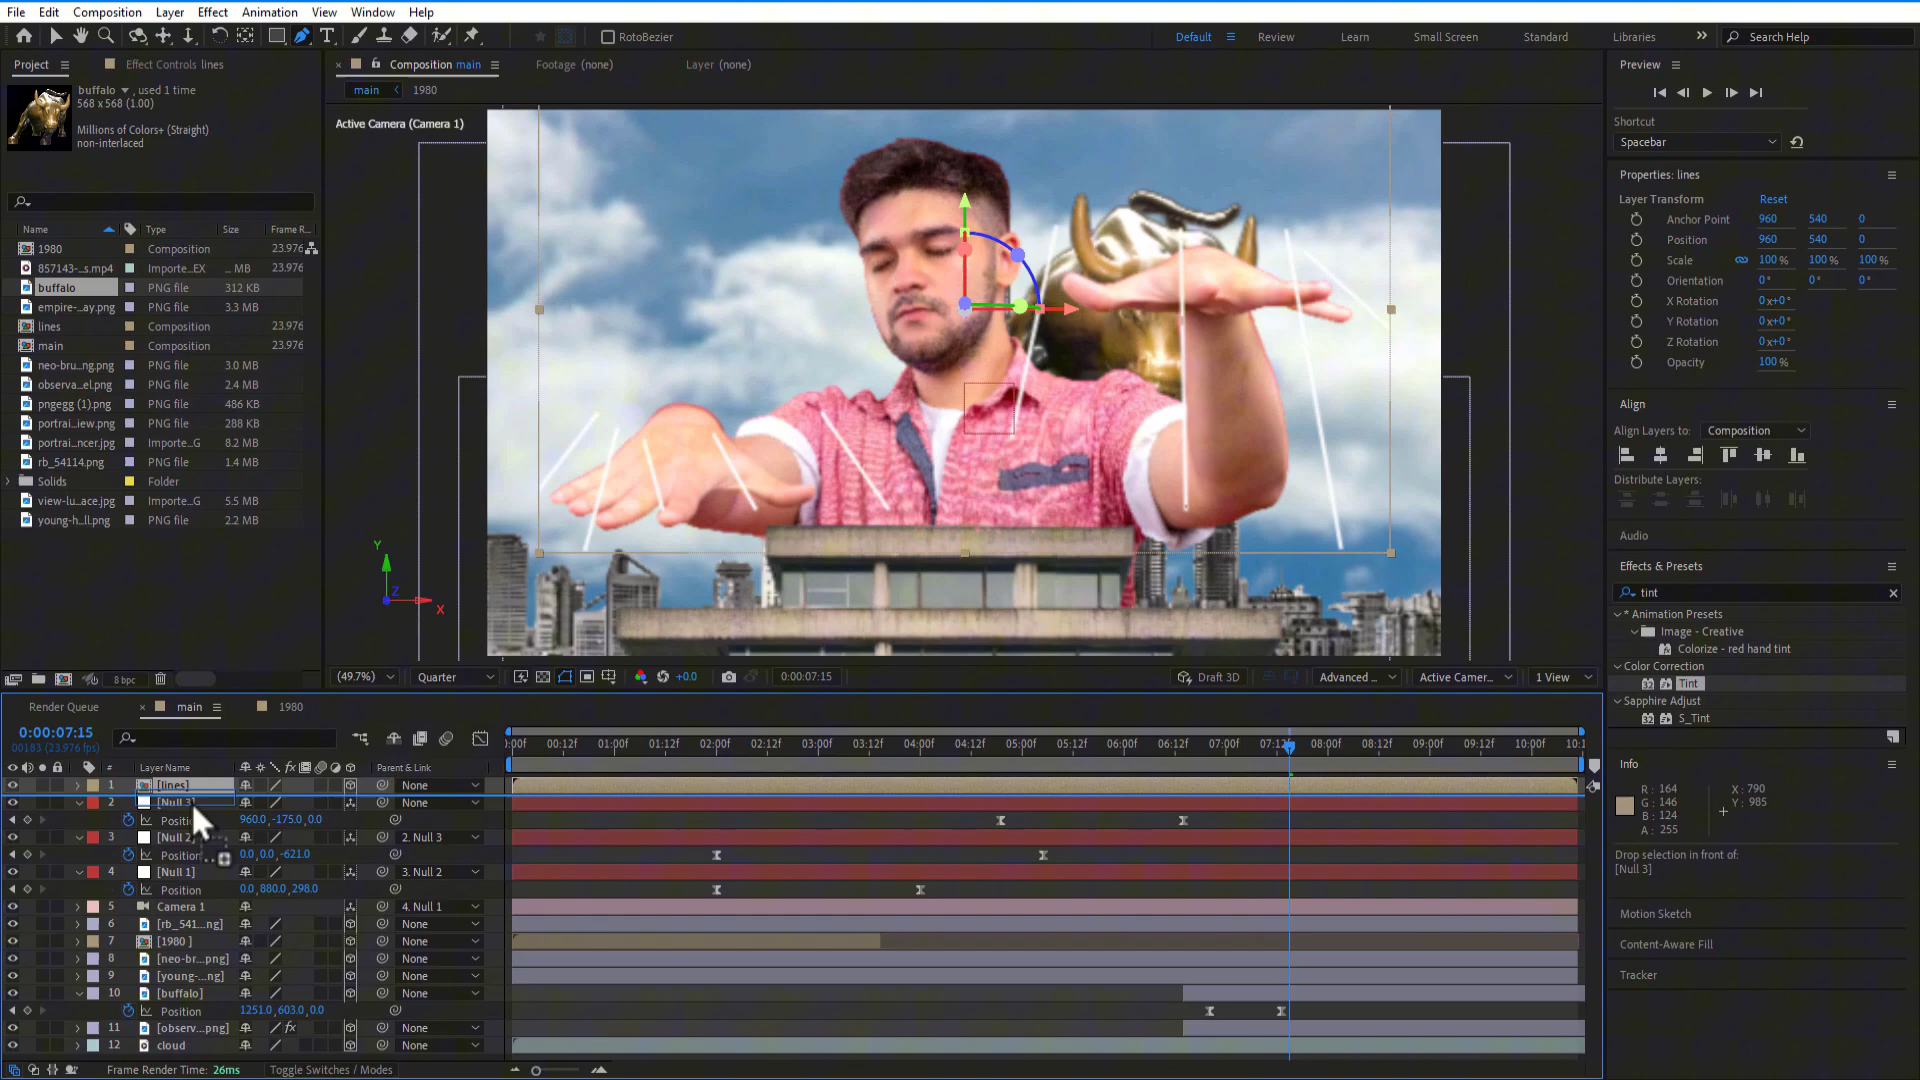 File Edit Composition Layer Effect Animation View Window Help
RotoBezier
Default Review Learn Small Screen Standard Libraries Search Help
Project Effect Controls lines
buffalo , used 1 time
568 x 568 (1.00)
Millions of Colors+ (Straight)
non-interlaced
Name Type Size Frame R...
1980 Composition 23.976
857143-...s.mp4 Importe...EX ... MB
buffalo PNG file 312 KB
empire-...ay.png PNG file 3.3 MB
lines Composition 23.976
main Composition 23.976
neo-bru...ng.png PNG file 3.0 MB
observa...el.png PNG file 2.4 MB
pngegg (1).png PNG file 486 KB
portrai...iew.png PNG file 288 KB
portrai...ncer.jpg Importe...G 8.2 MB
rb_54114.png PNG file 1.4 MB
Solids Folder
view-lu...ace.jpg Importe...G 5.5 MB
young-h...ll.png PNG file 2.2 MB
8 bpc
Composition main
Footage (none)
Layer (none)
main 1980
Active Camera (Camera 1)
Y
Z
X
(49.7%) Quarter +0.0 0:00:07:15 Draft 3D Advanced ... Active Camer... 1 View
Preview
Shortcut
Spacebar
Properties: lines
Layer Transform Reset
Anchor Point 960 540 0
Position 960 540 0
Scale 100 % 100 % 100 %
Orientation 0° 0° 0°
X Rotation 0x+0°
Y Rotation 0x+0°
Z Rotation 0x+0°
Opacity 100 %
Align
Align Layers to: Composition
Distribute Layers:
Audio
Effects & Presets
tint
* Animation Presets
Image - Creative
Colorize - red hand tint
Color Correction
Tint
Sapphire Adjust
S_Tint
Info
R : 164
G : 146
B : 124
A : 255
X : 790
Y : 985
Drop selection in front of:
[Null 3]
Motion Sketch
Content-Aware Fill
Tracker
Render Queue main 1980
0:00:07:15
00183 (23.976 fps)
:00f 00:12f 01:00f 01:12f 02:00f 02:12f 03:00f 03:12f 04:00f 04:12f 05:00f 05:12f 06:00f 06:12f 07:00f 07:12f 08:00f 08:12f 09:00f 09:12f 10:00f 10:1
# Layer Name fx Parent & Link
1 [lines] None
2 [Null 3] None
960.0,-175.0,0.0
3 [Null 2] 2. Null 3
Position 0.0,0.0,-621.0
4 [Null 1] 3. Null 2
Position 0.0,880.0,298.0
5 Camera 1 4. Null 1
6 [rb_541...ng] None
7 [1980 ] None
8 [neo-br...png] None
9 [young-...ng] None
10 [buffalo] None
Position 1251.0,603.0,0.0
11 [observ...png] fx None
12 cloud None
Frame Render Time: 26ms Toggle Switches / Modes